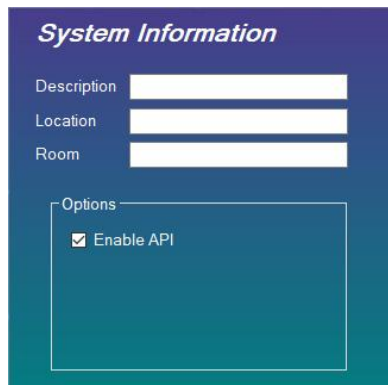 System Information
Description
Location
Room
Options
Enable API